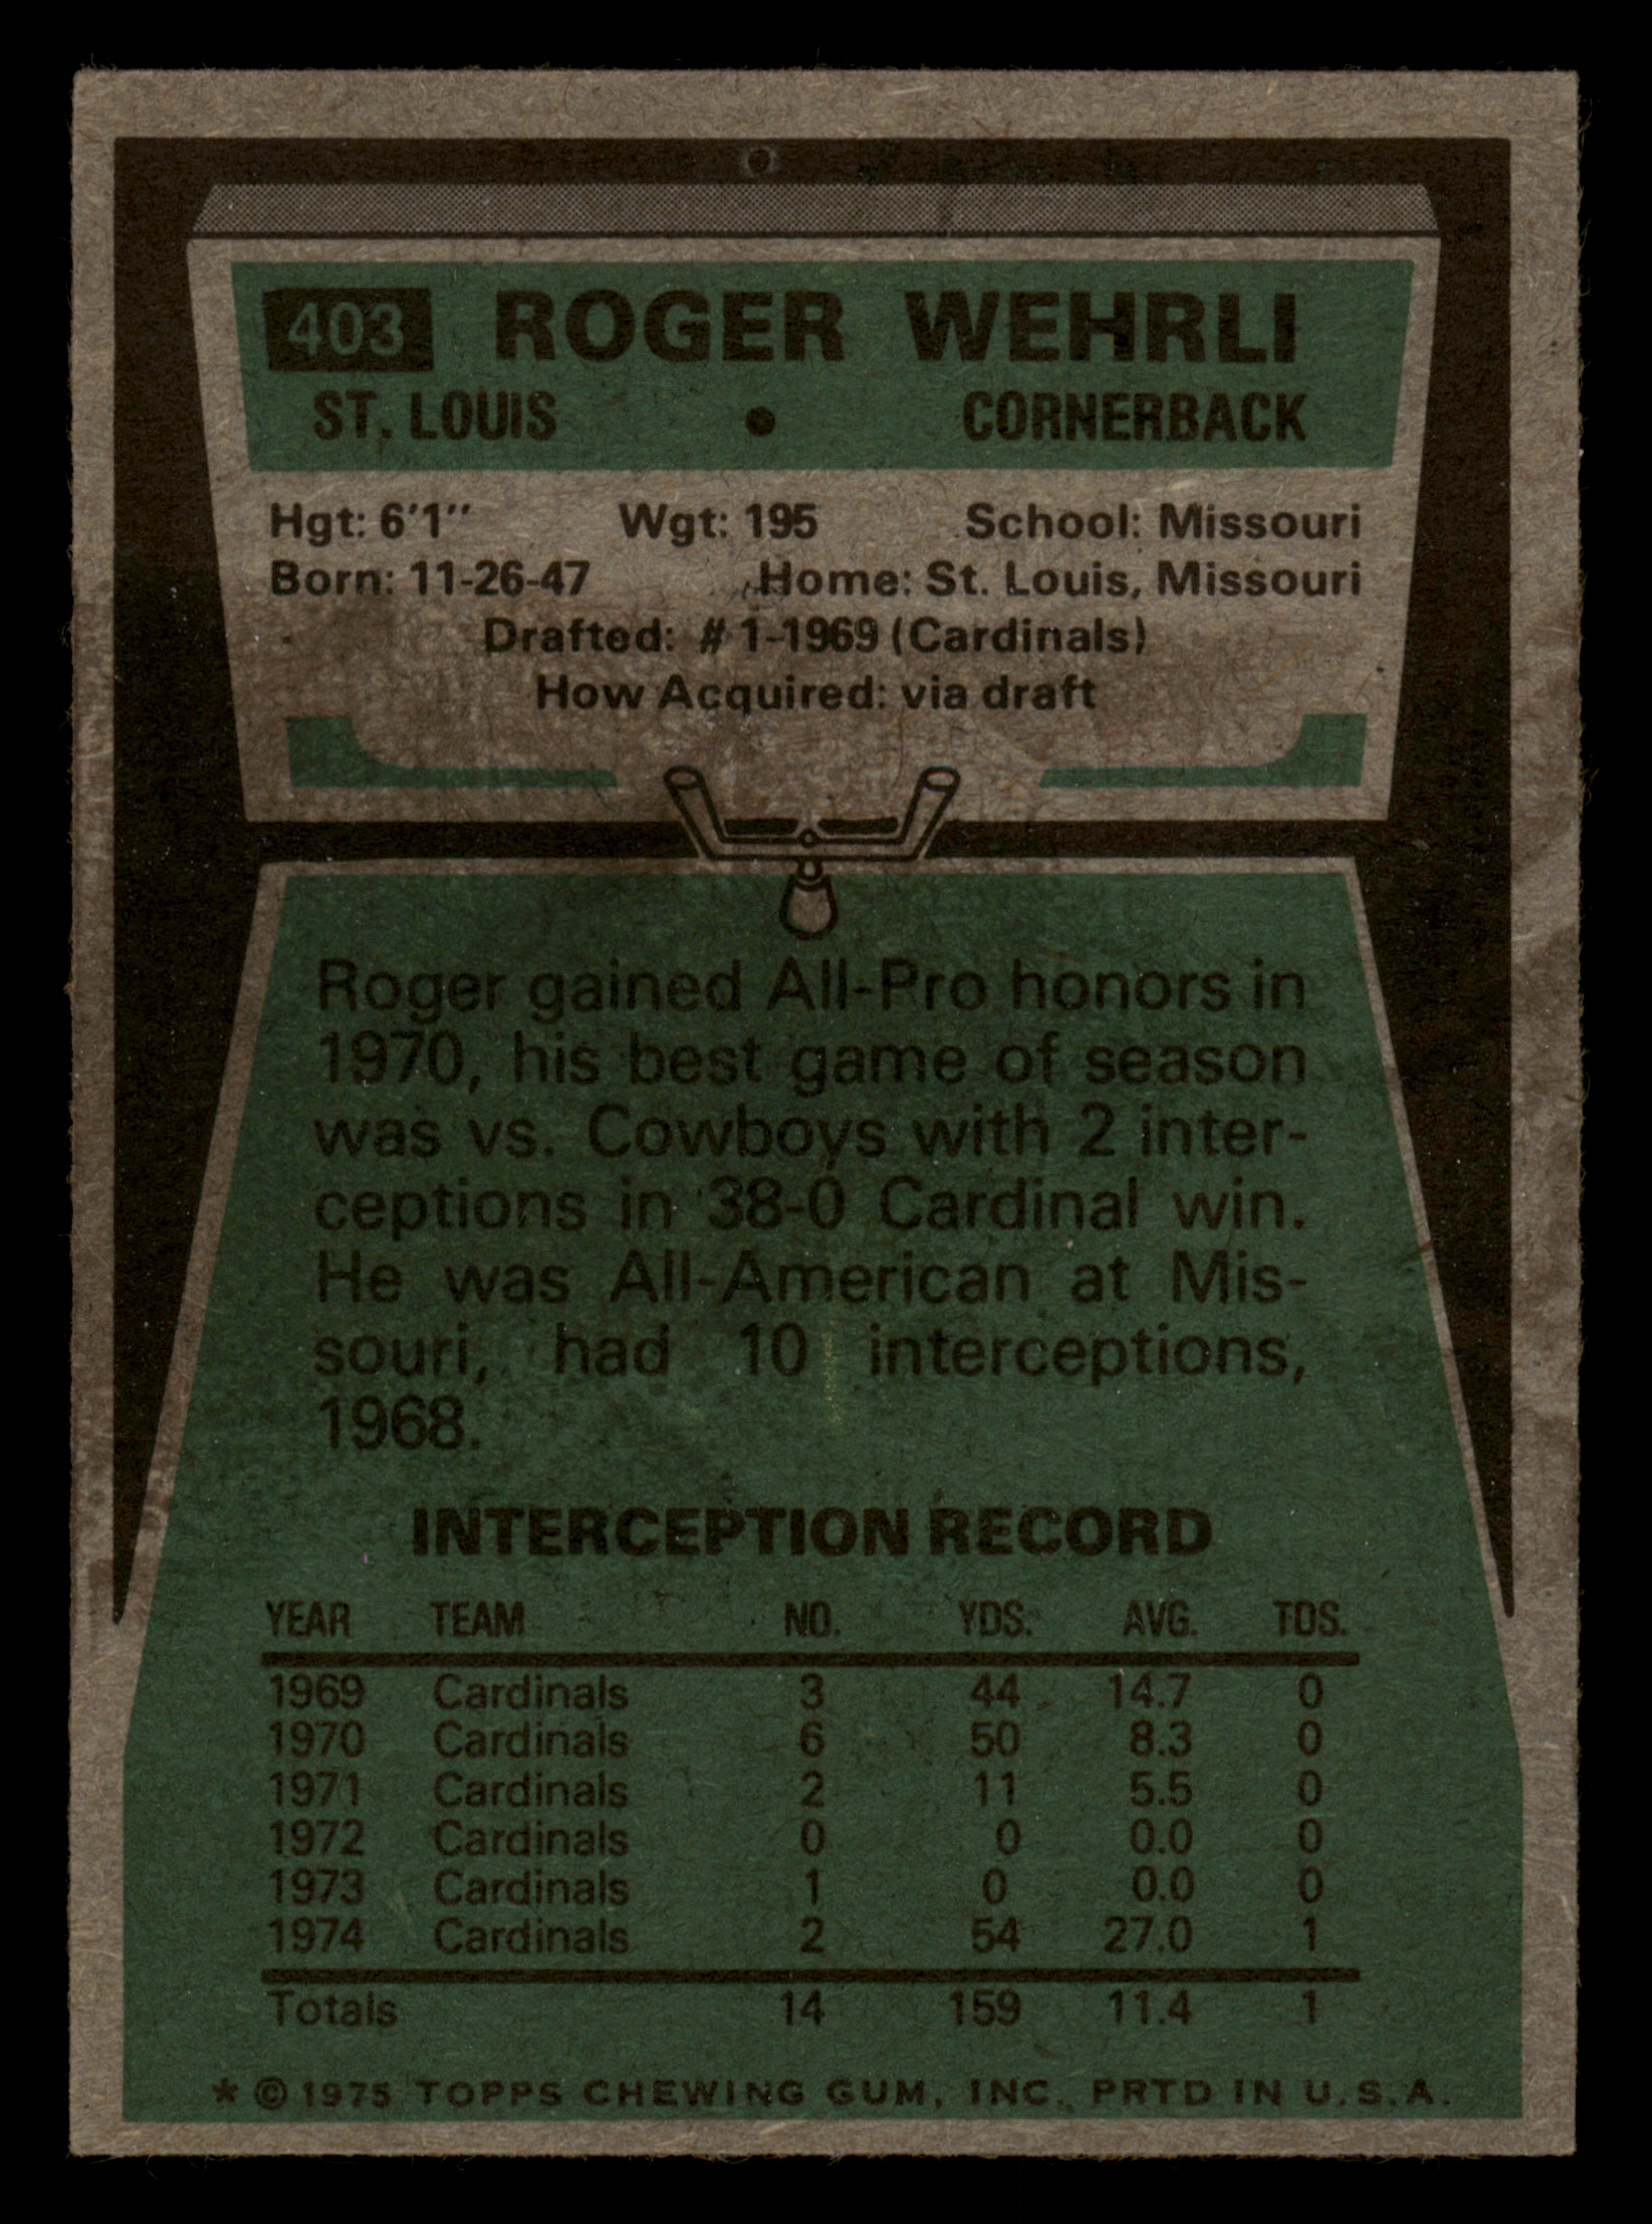 403 ROGER WEHRLI
ST. LOUIS • CORNERBACK
Hgt: 6'1" Wgt: 195 School: Missouri
Born: 11-26-47 Home: St. Louis, Missouri
Drafted: # 1-1969 (Cardinals)
How Acquired: via draft
Roger gained All-Pro honors in
1970, his best game of season
was vs. Cowboys with 2 inter-
ceptions in 38-0 Cardinal win.
He was All-American at Mis-
souri, had 10 interceptions,
1968.
INTERCEPTION RECORD
YEAR TEAM NO. YDS. AVG. TDS.
1969 Cardinals 3 44 14.7 0
1970 Cardinals 6 50 8.3 0
1971 Cardinals 2 11 5.5 0
1972 Cardinals 0 0 0.0 0
1973 Cardinals 1 0 0.0 0
1974 Cardinals 2 54 27.0 1
Totals 14 159 11.4 1
* © 1975 TOPPS CHEWING GUM, INC. PRTD IN U.S.A.